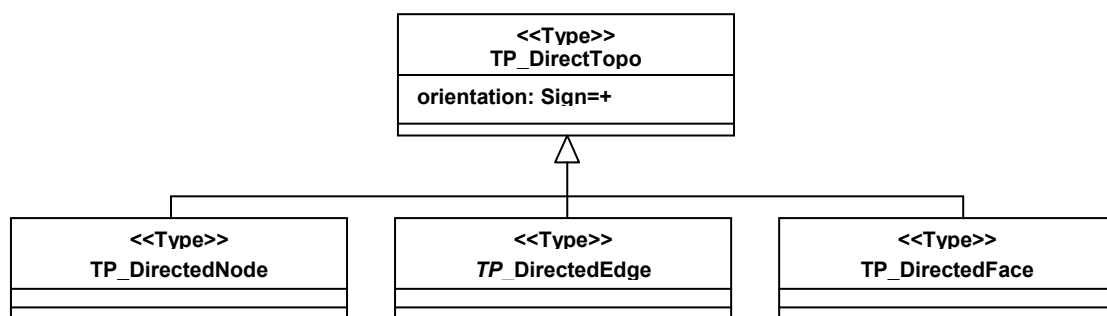 <<Type>>
TP_DirectTopo
orientation: Sign=+
<<Type>>
TP_DirectedNode
<<Type>>
TP_DirectedEdge
<<Type>>
TP_DirectedFace